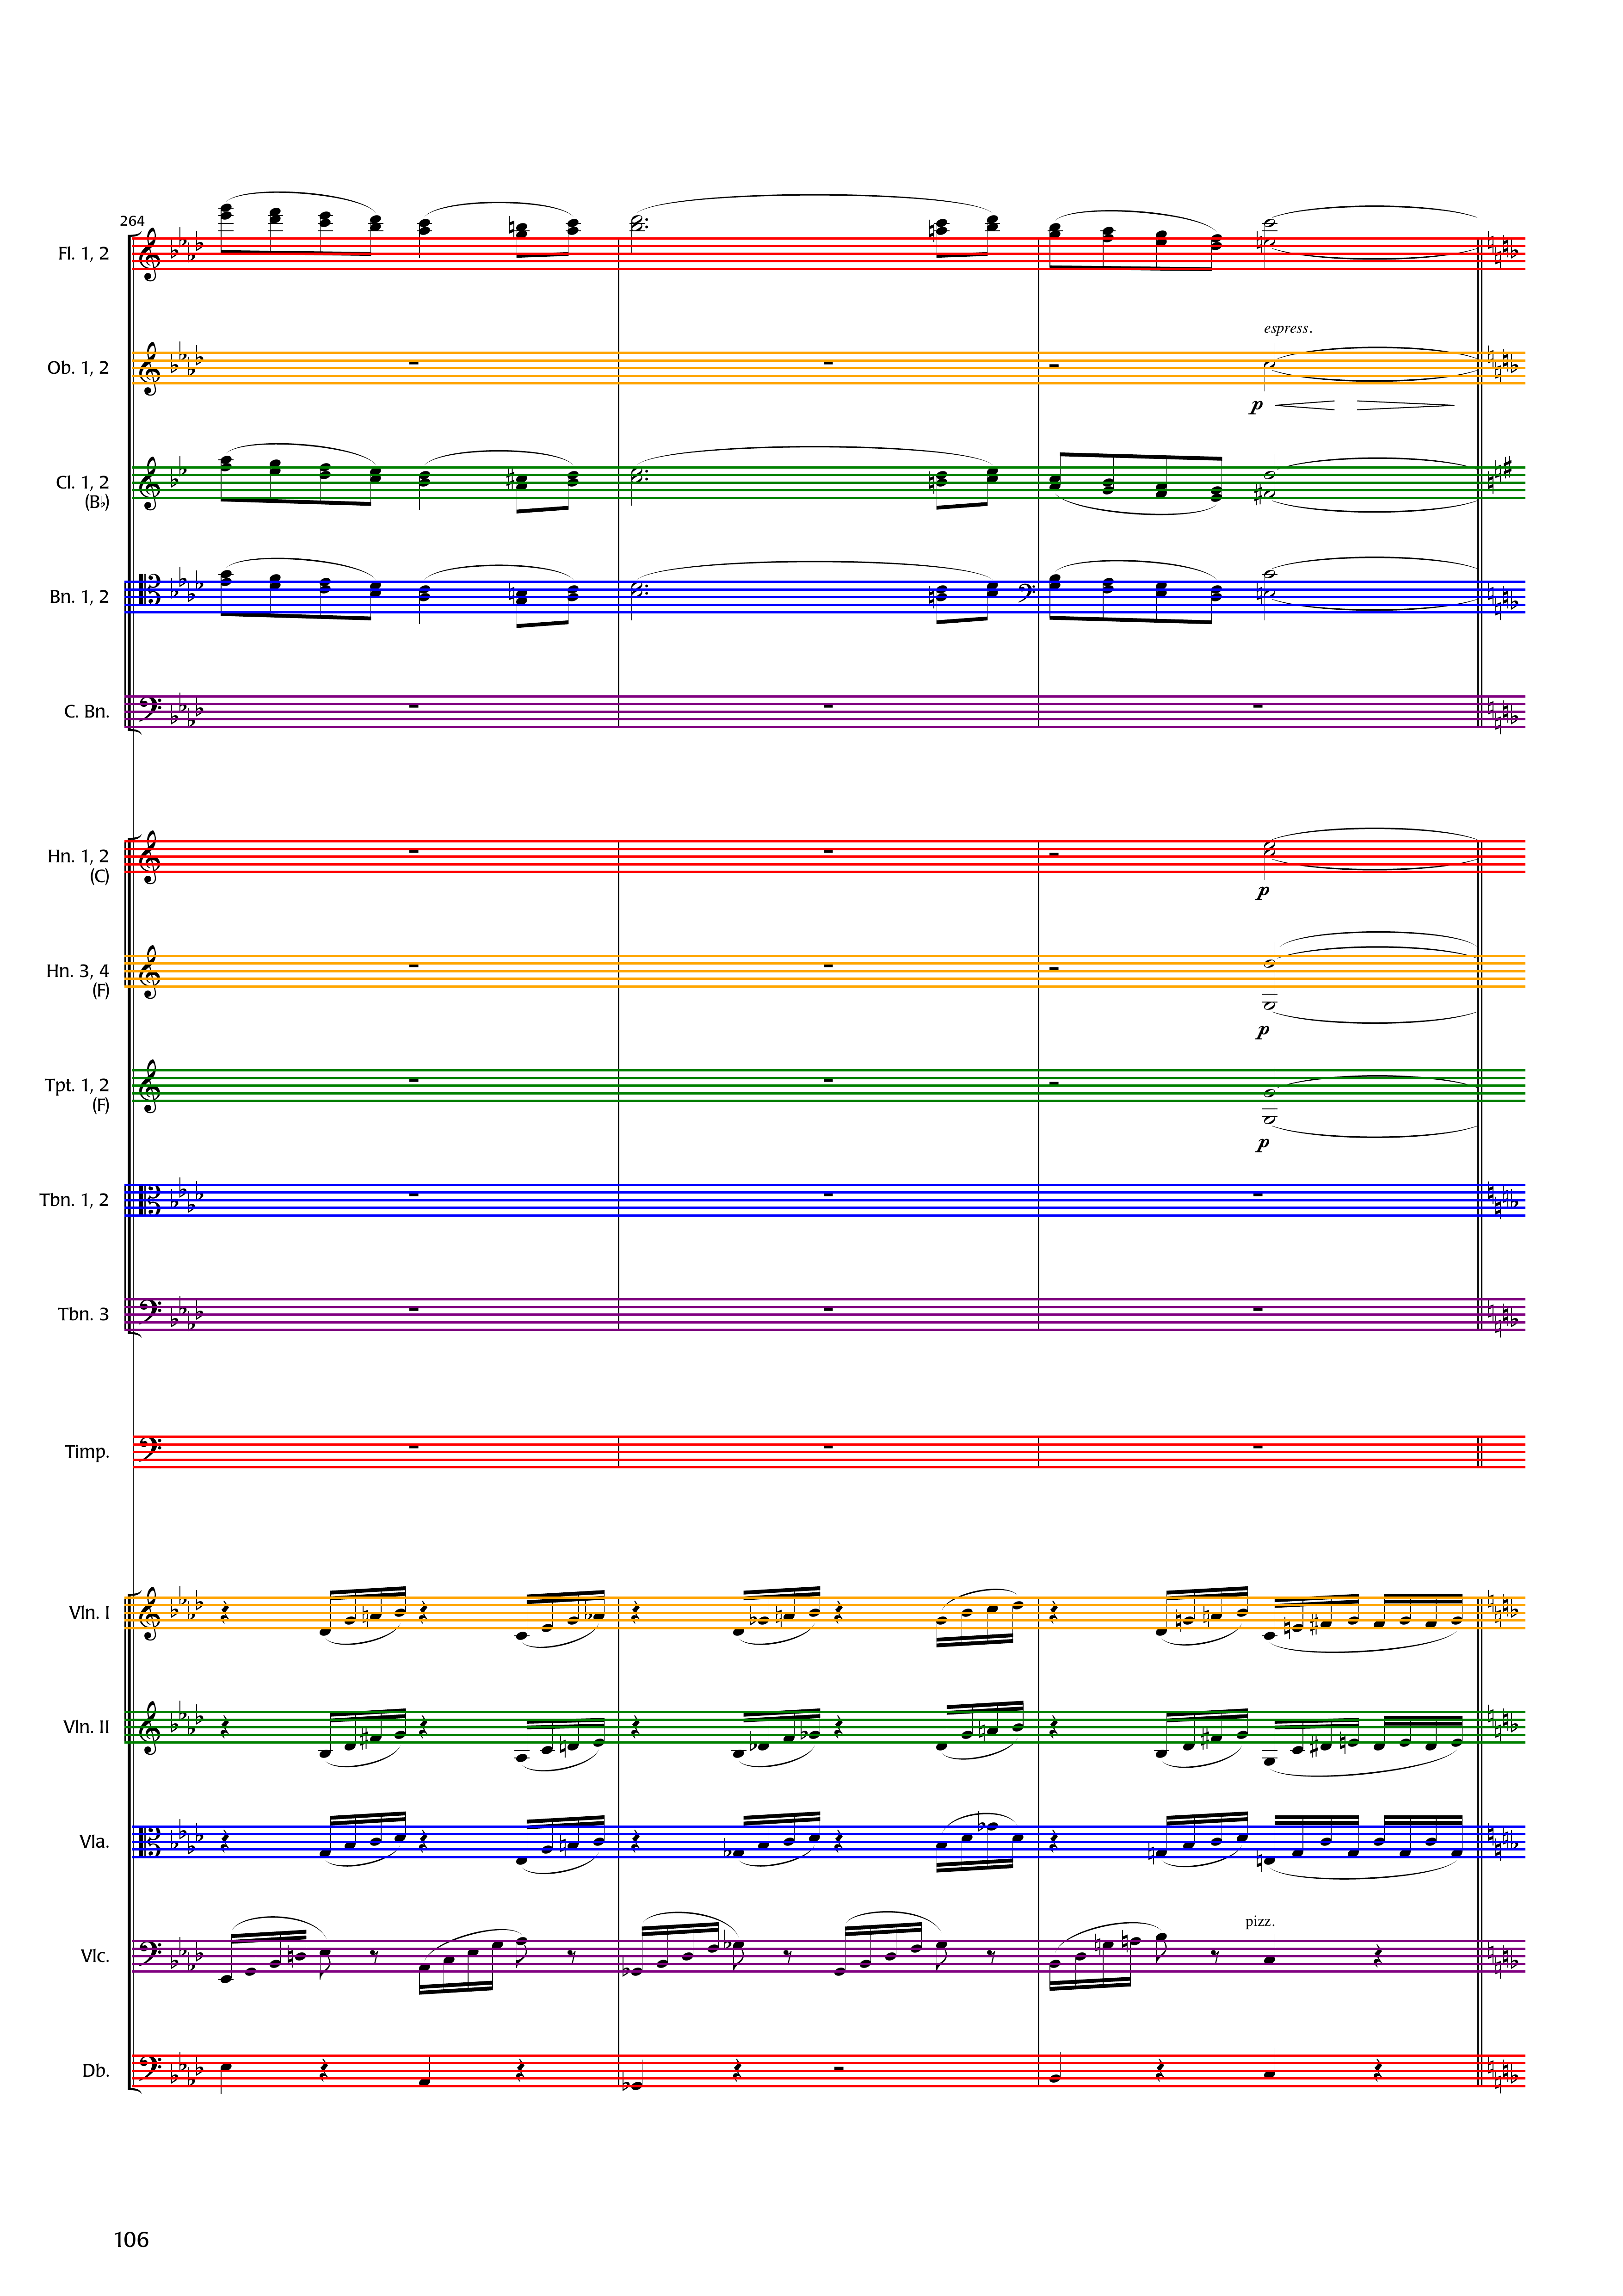 264
Fl. 1, 2
espress.
Ob. 1, 2
p
Cl. 1, 2
(B♭)
Bn. 1, 2
C. Bn.
Hn. 1, 2
(C)
p
Hn. 3, 4
(F)
p
Tpt. 1, 2
(F)
p
Tbn. 1, 2
Tbn. 3
Timp.
Vln. I
Vln. II
Vla.
pizz.
Vlc.
Db.
106